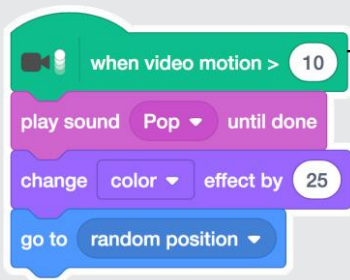 when video motion > 10
play sound Pop until done
change color effect by 25
go to random position